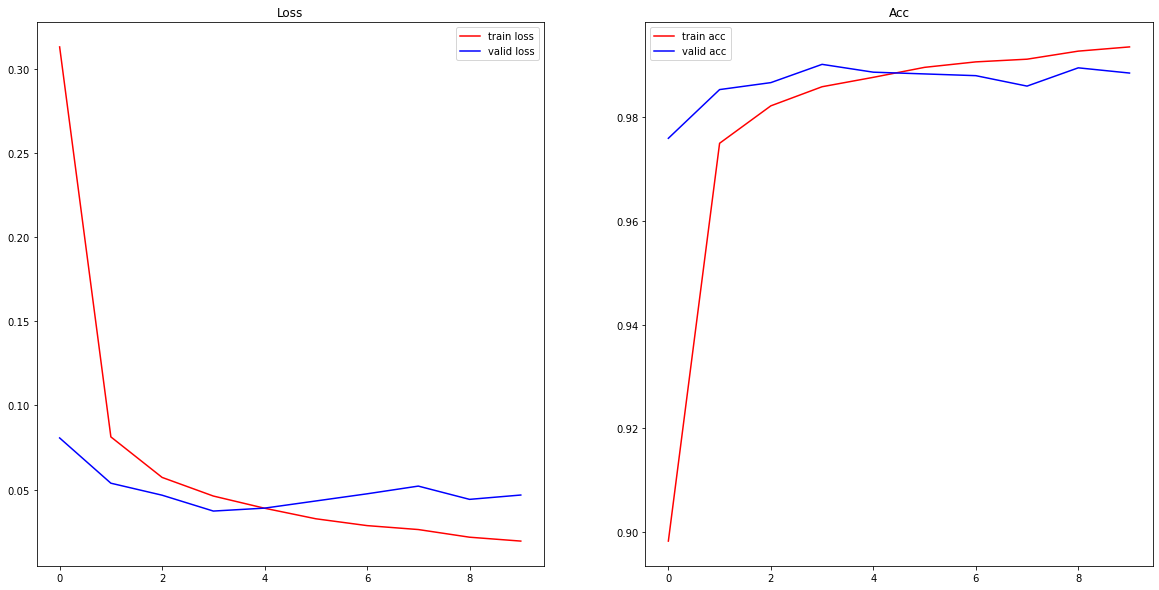 Loss
train loss
valid loss
0.30
0.25
0.20
0.15
0.10
0.05
0 2 4 6 8
Acc
train acc
valid acc
0.98
0.96
0.94
0.92
0.90
0 2 4 6 8